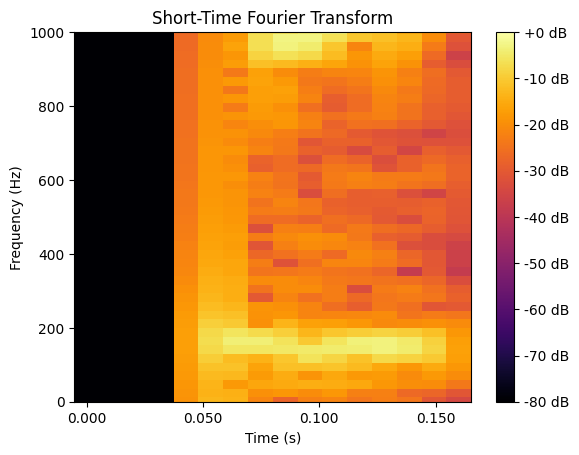 Short-Time Fourier Transform
1000
800
600
400
200
0
Frequency (Hz)
0.000
0.050
0.100
0.150
Time (s)
+0 dB
-10 dB
-20 dB
-30 dB
-40 dB
-50 dB
-60 dB
-70 dB
-80 dB